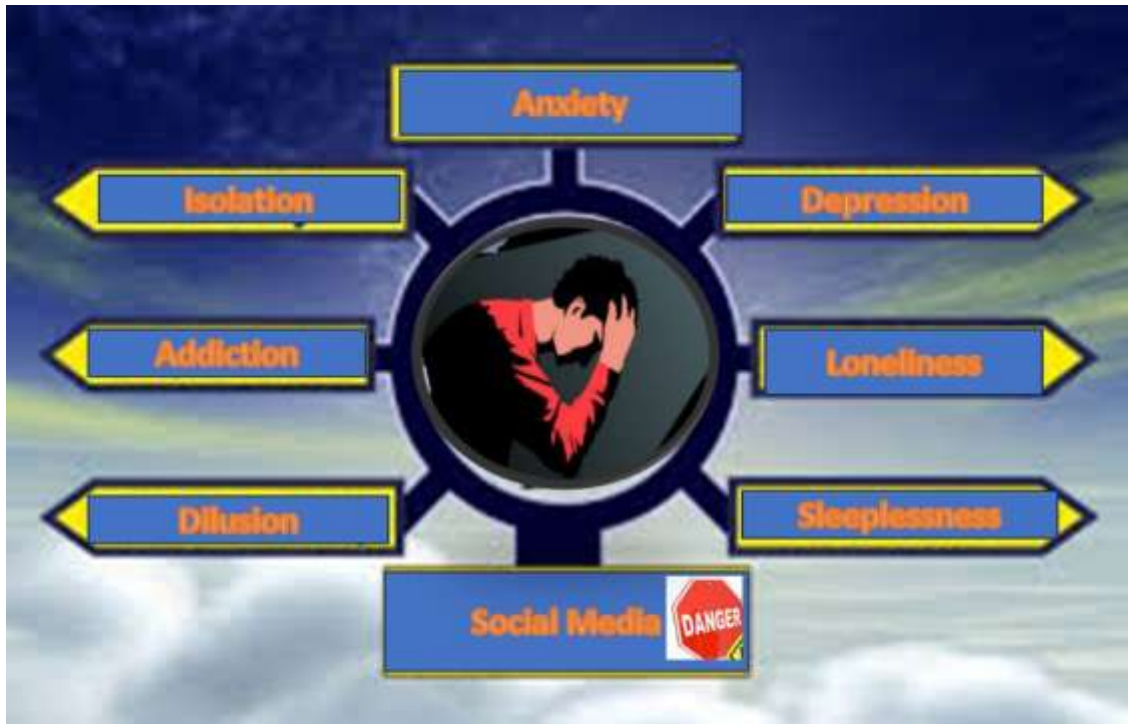 Anxiety
Isolation
Depression
Addiction
Loneliness
Dilusion
Sleeplessness
Social Media
DANGER